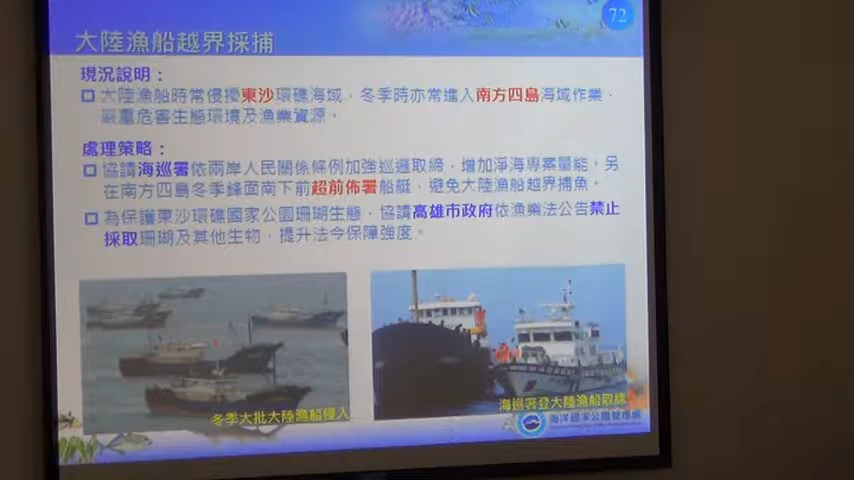 72
大陸漁船越界採捕
現況說明：
大陸漁船時常侵擾東沙環礁海域，冬季時亦常進入南方四島海域作業，
嚴重危害生態環境及漁業資源。
處理策略：
協請海巡署依兩岸人民關係條例加強巡邏取締，增加淨海專案量能，另
在南方四島冬季鋒面南下前超前佈署船艇，避免大陸漁船越界捕魚。
為保護東沙環礁國家公園珊瑚生態，協請高雄市政府依漁業法公告禁止
採取珊瑚及其他生物，提升法令保障強度。
冬季大批大陸漁船侵入
海巡署登大陸漁船取締
海洋國家公園管理處